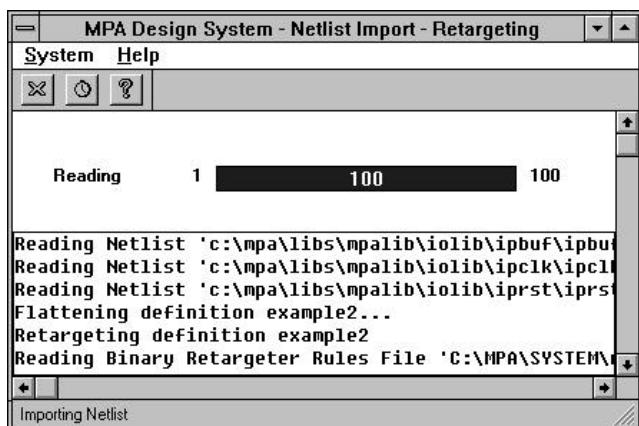 MPA Design System - Netlist Import - Retargeting
System Help
?
Reading 1 100 100
Reading Netlist 'c:\mpa\libs\mpalib\iolib\ipbuf\ipbu
Reading Netlist 'c:\mpa\libs\mpalib\iolib\ipclk\ipcl
Reading Netlist 'c:\mpa\libs\mpalib\iolib\iprst\iprst
Flattening definition example2...
Retargeting definition example2
Reading Binary Retargeter Rules File 'C:\MPA\SYSTEM\
Importing Netlist